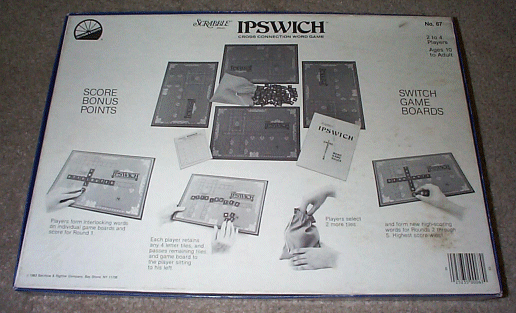 SCRABBLE
IPSWICH
No. 67
CROSS CONNECTION WORD GAME
2 to 4
Players
Ages 10
to Adult
SCORE
BONUS
POINTS
SWITCH
GAME
BOARDS
IPSWICH
Players form interlocking words
on individual game boards and
score for Round 1.
Each player retains
any 4 letter tiles, and
passes remaining tiles
and game board to
the player sitting
to his left.
Players select
2 more tiles
and form new high-scoring
words for Rounds 2 through
5. Highest score wins!